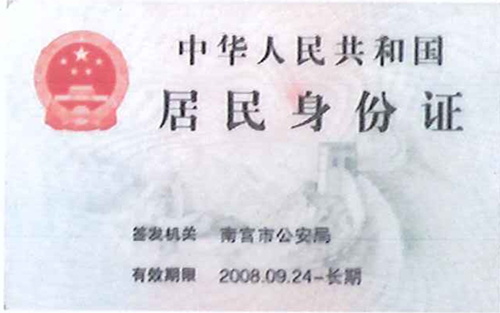 中华人民共和国
居民身份证
签发机关 南宫市公安局
有效期限 2008.09.24-长期